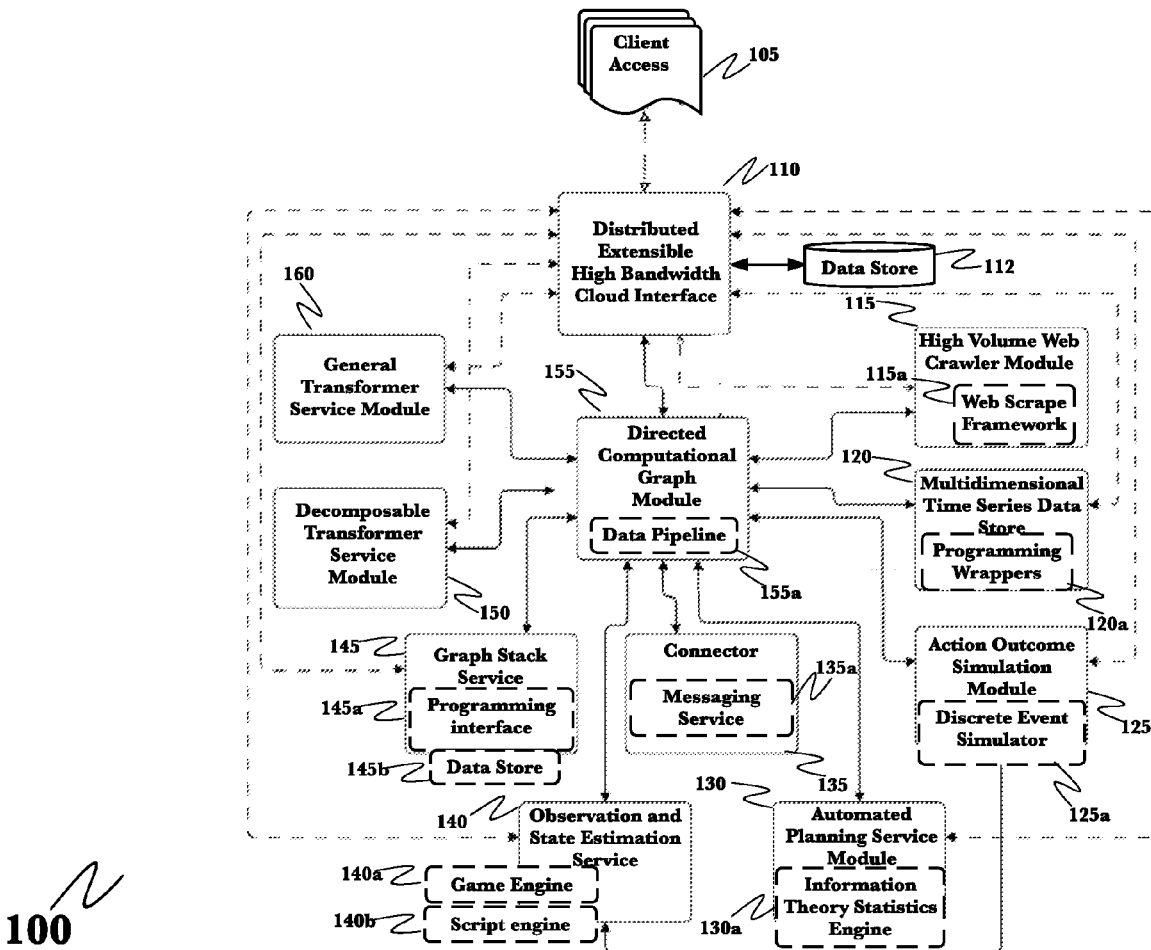 Client
Access
105
110
Distributed
Extensible
High Bandwidth
Cloud Interface
Data Store
112
160
General
Transformer
Service Module
115
High Volume Web
Crawler Module
115a
Web Scrape
Framework
155
Directed
Computational
Graph
Module
Data Pipeline
155a
120
Multidimensional
Time Series Data
Store
Programming
Wrappers
120a
Decomposable
Transformer
Service
Module
150
145
Graph Stack
Service
145a
Programming
interface
145b
Data Store
Connector
135a
Messaging
Service
135
Action Outcome
Simulation
Module
125
Discrete Event
Simulator
125a
140
Observation and
State Estimation
Service
140a
Game Engine
140b
Script engine
130
Automated
Planning Service
Module
130a
Information
Theory Statistics
Engine
100